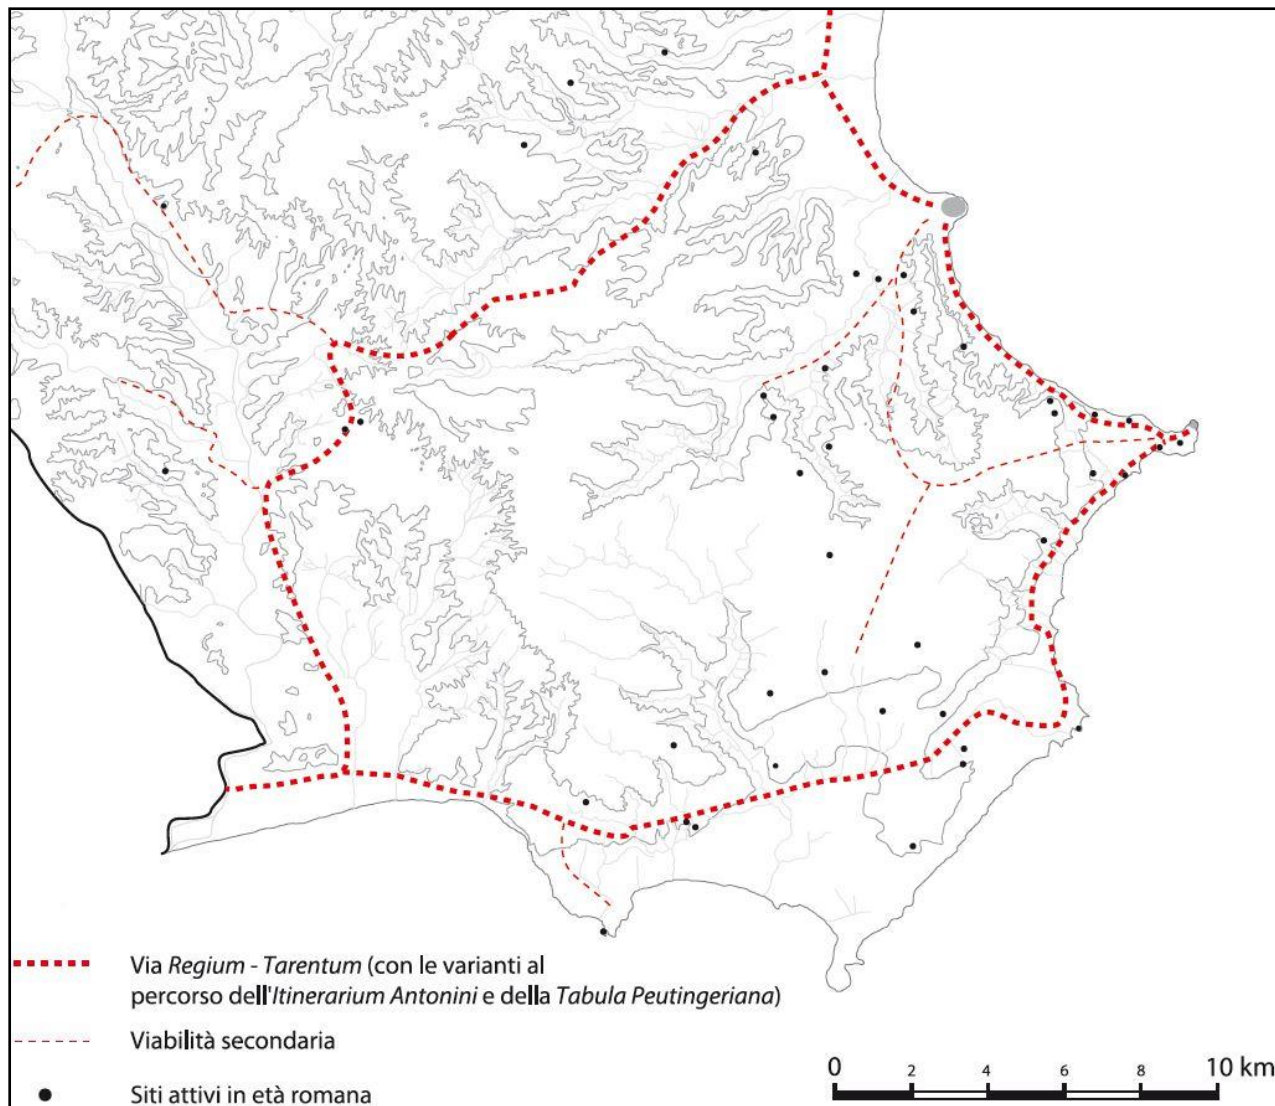 Via Regium - Tarentum (con le varianti al
percorso dell'Itinerarium Antonini e della Tabula Peutingeriana)
Viabilità secondaria
Siti attivi in età romana
0 2 4 6 8 10 km